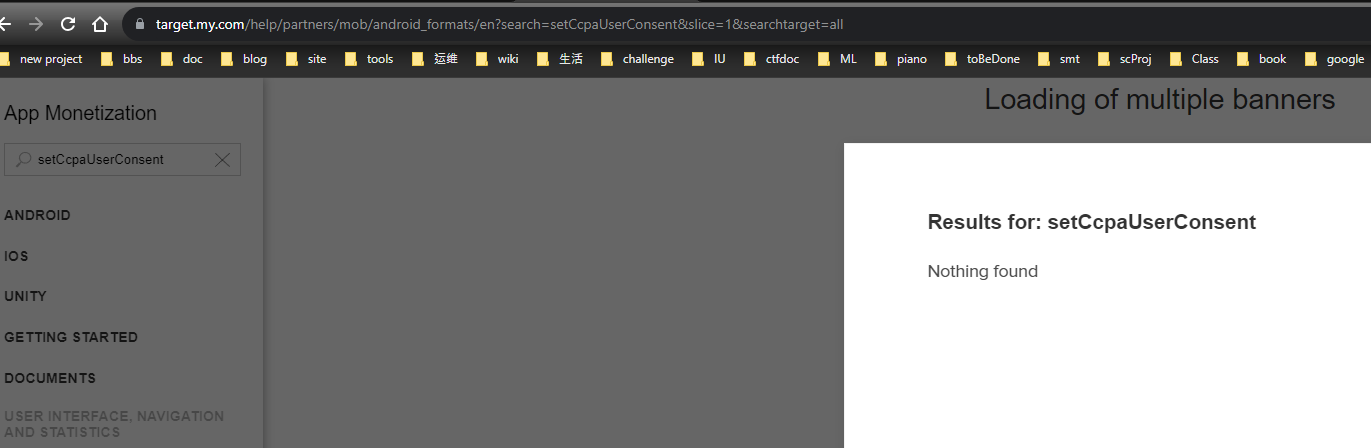 target.my.com/help/partners/mob/android_formats/en?search=setCcpaUserConsent&slice=1&searchtarget=all
new project bbs doc blog site tools 运维 wiki 生活 challenge IU ctfdoc ML piano toBeDone smt scProj Class book google
App Monetization
setCcpaUserConsent
ANDROID
IOS
UNITY
GETTING STARTED
DOCUMENTS
USER INTERFACE, NAVIGATION
AND STATISTICS
Loading of multiple banners
Results for: setCcpaUserConsent
Nothing found